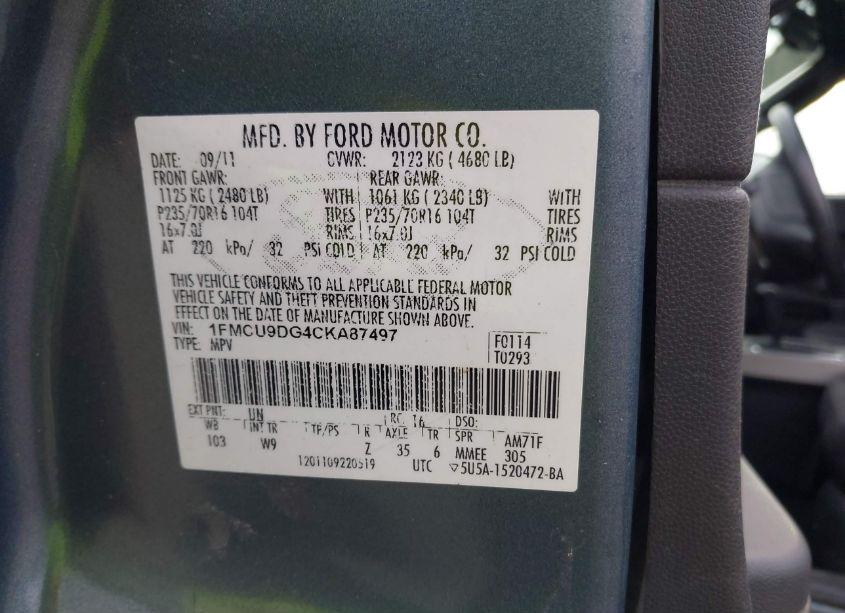 MFD. BY FORD MOTOR CO.
DATE: 09/11 GVWR: 2123 KG ( 4680 LB)
FRONT GAWR: REAR GAWR:
1125 KG ( 2480 LB) WITH 1061 KG ( 2340 LB) WITH
P235/70R16 104T TIRES P235/70R16 104T TIRES
16x7.0J RIMS 16x7.0J RIMS
AT 220 kPa/ 32 PSI COLD AT 220 kPa/ 32 PSI COLD
THIS VEHICLE CONFORMS TO ALL APPLICABLE FEDERAL MOTOR
VEHICLE SAFETY AND THEFT PREVENTION STANDARDS IN
EFFECT ON THE DATE OF MANUFACTURE SHOWN ABOVE.
VIN: 1FMCU9DG4CKA87497
TYPE: MPV
F0114
T0293
EXT PNT: UN RC: 16 DSO:
WB INT TR TP/PS R AXLE TR SPR AM71F
103 W9 Z 35 6 MMEE 305
1201109220519 UTC ▽5U5A-1520472-BA